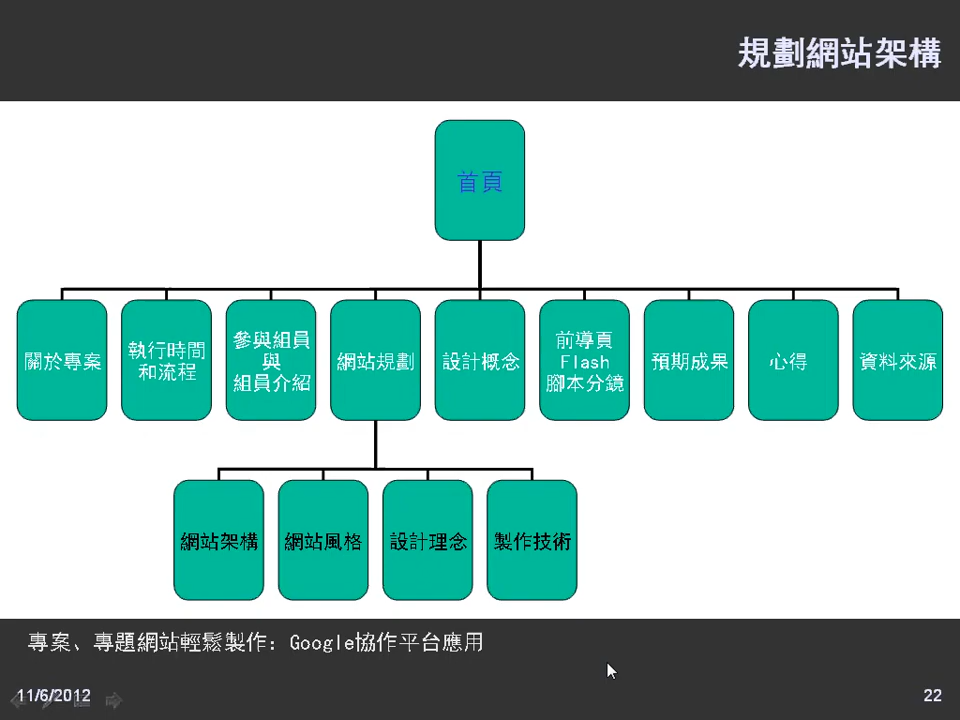 規劃網站架構
首頁
關於專案
執行時間
和流程
參與組員
與
組員介紹
網站規劃
設計概念
前導頁
Flash
腳本分鏡
預期成果
心得
資料來源
網站架構
網站風格
設計理念
製作技術
專案、專題網站輕鬆製作：Google協作平台應用
11/6/2012
22